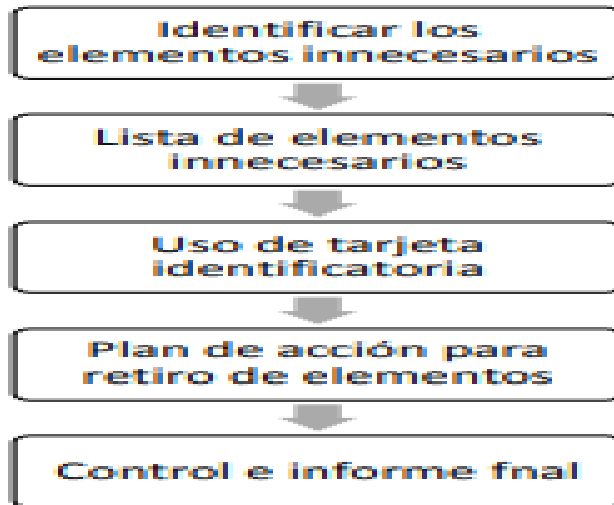 Identificar los
elementos innecesarios
Lista de elementos
innecesarios
Uso de tarjeta
identificatoria
Plan de acción para
retiro de elementos
Control e informe fnal